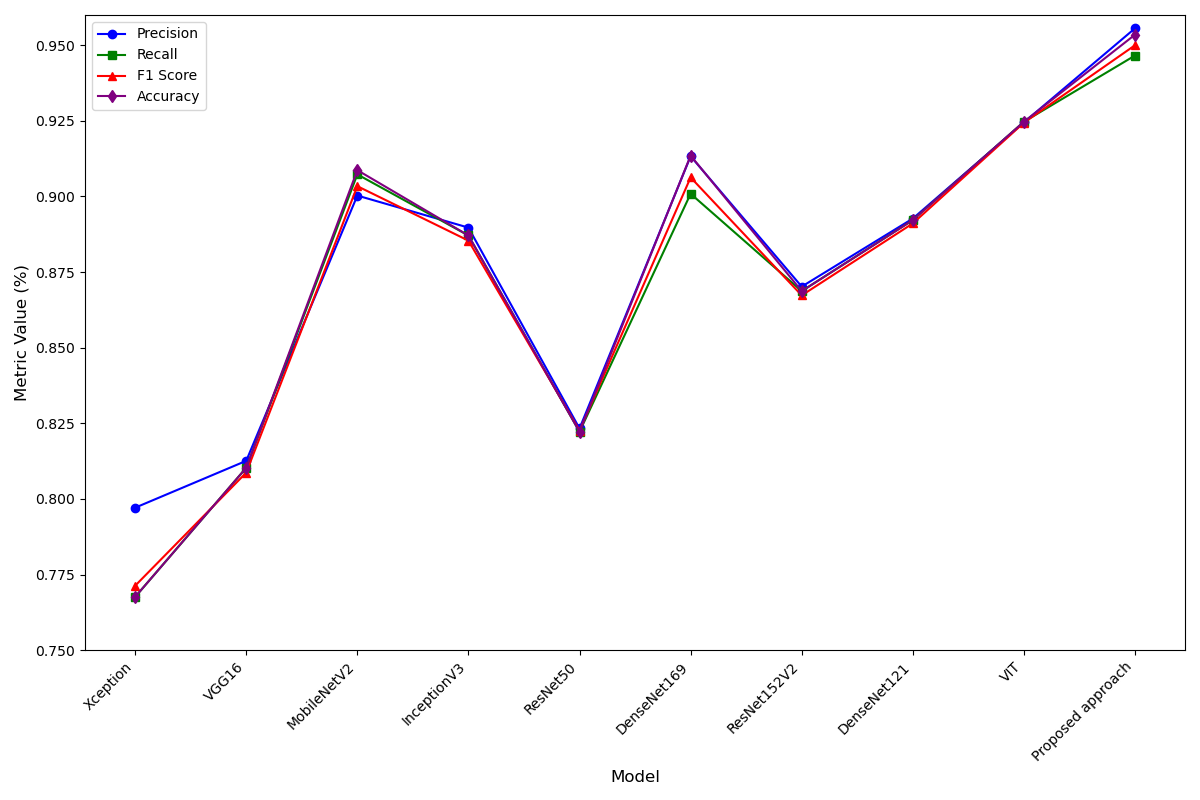 Precision
Recall
F1 Score
Accuracy
Metric Value (%)
0.950
0.925
0.900
0.875
0.850
0.825
0.800
0.775
0.750
Xception
VGG16
MobileNetV2
InceptionV3
ResNet50
DenseNet169
ResNet152V2
DenseNet121
VIT
Proposed approach
Model